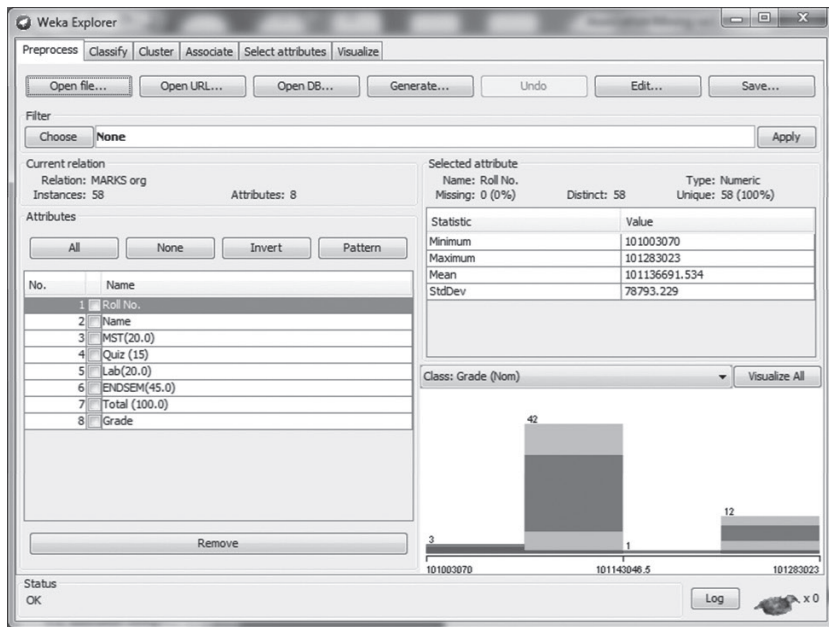 Weka Explorer
Preprocess Classify Cluster Associate Select attributes Visualize
Open file... Open URL... Open DB... Generate... Undo Edit... Save...
Filter
Choose None Apply
Current relation
Relation: MARKS org
Instances: 58 Attributes: 8
Attributes
All None Invert Pattern
No. Name
1 Roll No.
2 Name
3 MST(20.0)
4 Quiz (15)
5 Lab(20.0)
6 ENDSEM(45.0)
7 Total (100.0)
8 Grade
Remove
Selected attribute
Name: Roll No. Type: Numeric
Missing: 0 (0%) Distinct: 58 Unique: 58 (100%)
Statistic Value
Minimum 101003070
Maximum 101283023
Mean 101136691.534
StdDev 78793.229
Class: Grade (Nom) Visualize All
42
12
3
1
101003070 101143046.5 101283023
Status
OK
Log x 0